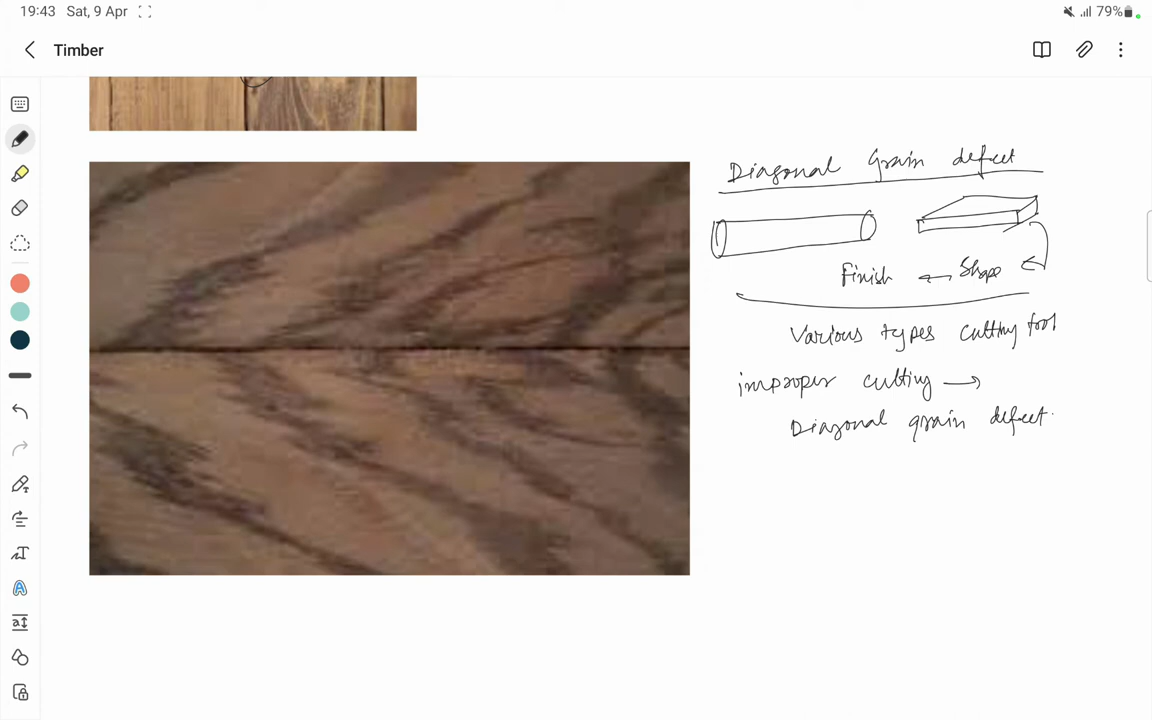 19:43 Sat, 9 Apr 79%
Timber
Diagonal Grain defect
Finish ← Shape
Various types cutting tool
improper cutting →
Diagonal grain defect.